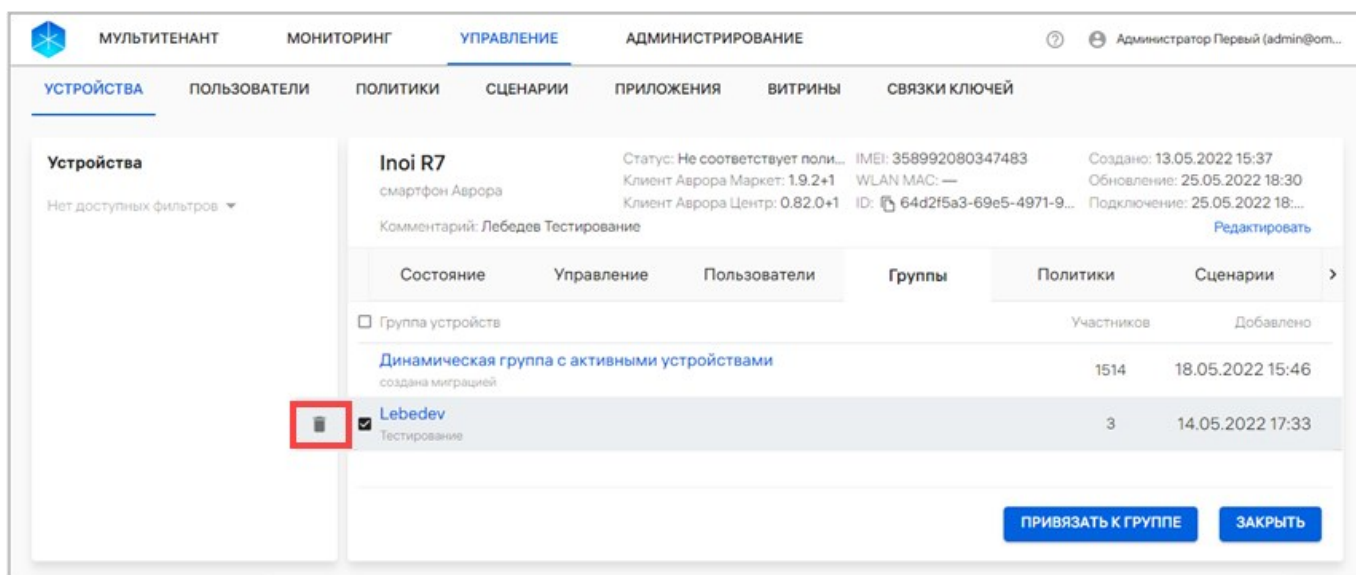 МУЛЬТИТЕНАНТ МОНИТОРИНГ УПРАВЛЕНИЕ АДМИНИСТРИРОВАНИЕ Администратор Первый (admin@om...
УСТРОЙСТВА ПОЛЬЗОВАТЕЛИ ПОЛИТИКИ СЦЕНАРИИ ПРИЛОЖЕНИЯ ВИТРИНЫ СВЯЗКИ КЛЮЧЕЙ
Устройства
Нет доступных фильтров
Inoi R7
смартфон Аврора
Статус: Не соответствует поли... IMEI: 358992080347483 Создано: 13.05.2022 15:37
Клиент Аврора Маркет: 1.9.2+1 WLAN MAC: — Обновление: 25.05.2022 18:30
Клиент Аврора Центр: 0.82.0+1 ID: 64d2f5a3-69e5-4971-9... Подключение: 25.05.2022 18:...
Комментарий: Лебедев Тестирование Редактировать
Состояние Управление Пользователи Группы Политики Сценарии
Группа устройств Участников Добавлено
Динамическая группа с активными устройствами 1514 18.05.2022 15:46
создана миграцией
Lebedev 3 14.05.2022 17:33
Тестирование
ПРИВЯЗАТЬ К ГРУППЕ ЗАКРЫТЬ